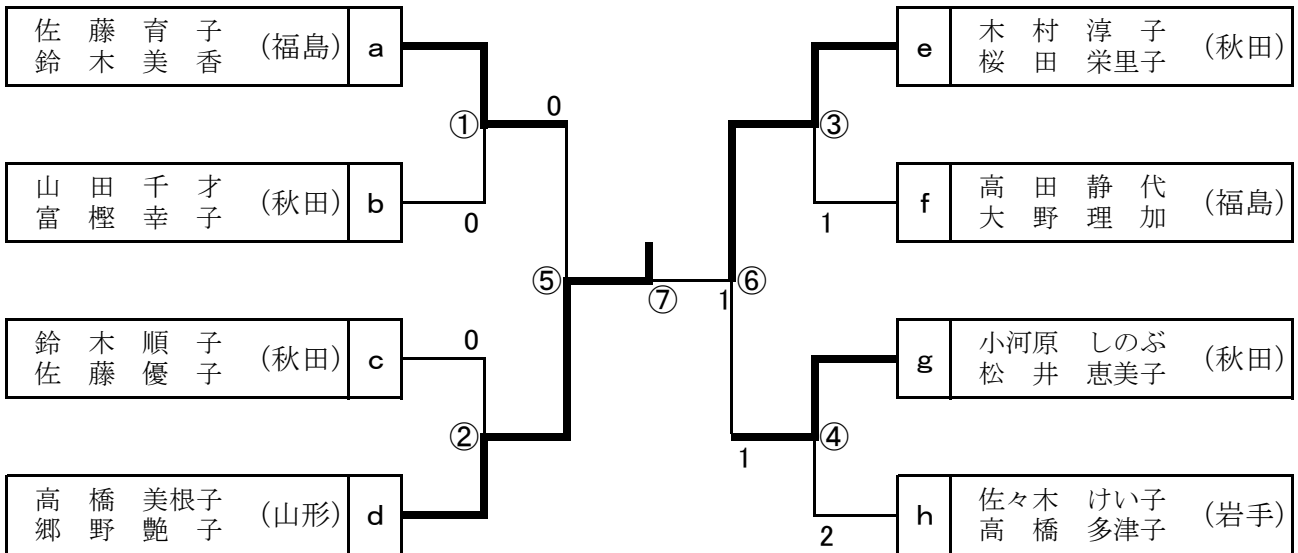 佐藤育子
鈴木美香
(福島)
a
山田千才
富樫幸子
(秋田)
b
鈴木順子
佐藤優子
(秋田)
c
高橋美根子
郷野艶子
(山形)
d
①
0
0
⑤
0
②
⑦
1
⑥
③
1
④
1
2
e
木村淳子
桜田栄里子
(秋田)
f
高田静代
大野理加
(福島)
g
小河原しのぶ
松井恵美子
(秋田)
h
佐々木けい子
高橋多津子
(岩手)